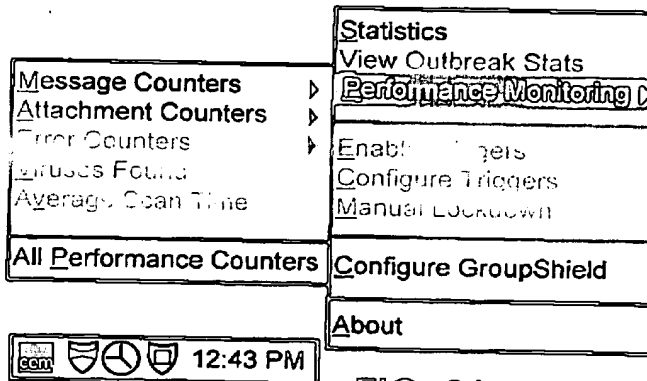 Statistics
View Outbreak Stats
Performance Monitoring
Configure Triggers
Manual Lockdown
Configure GroupShield
About
Message Counters
Attachment Counters
Error Counters
Viruses Found
Average Scan Time
All Performance Counters
12:43 PM